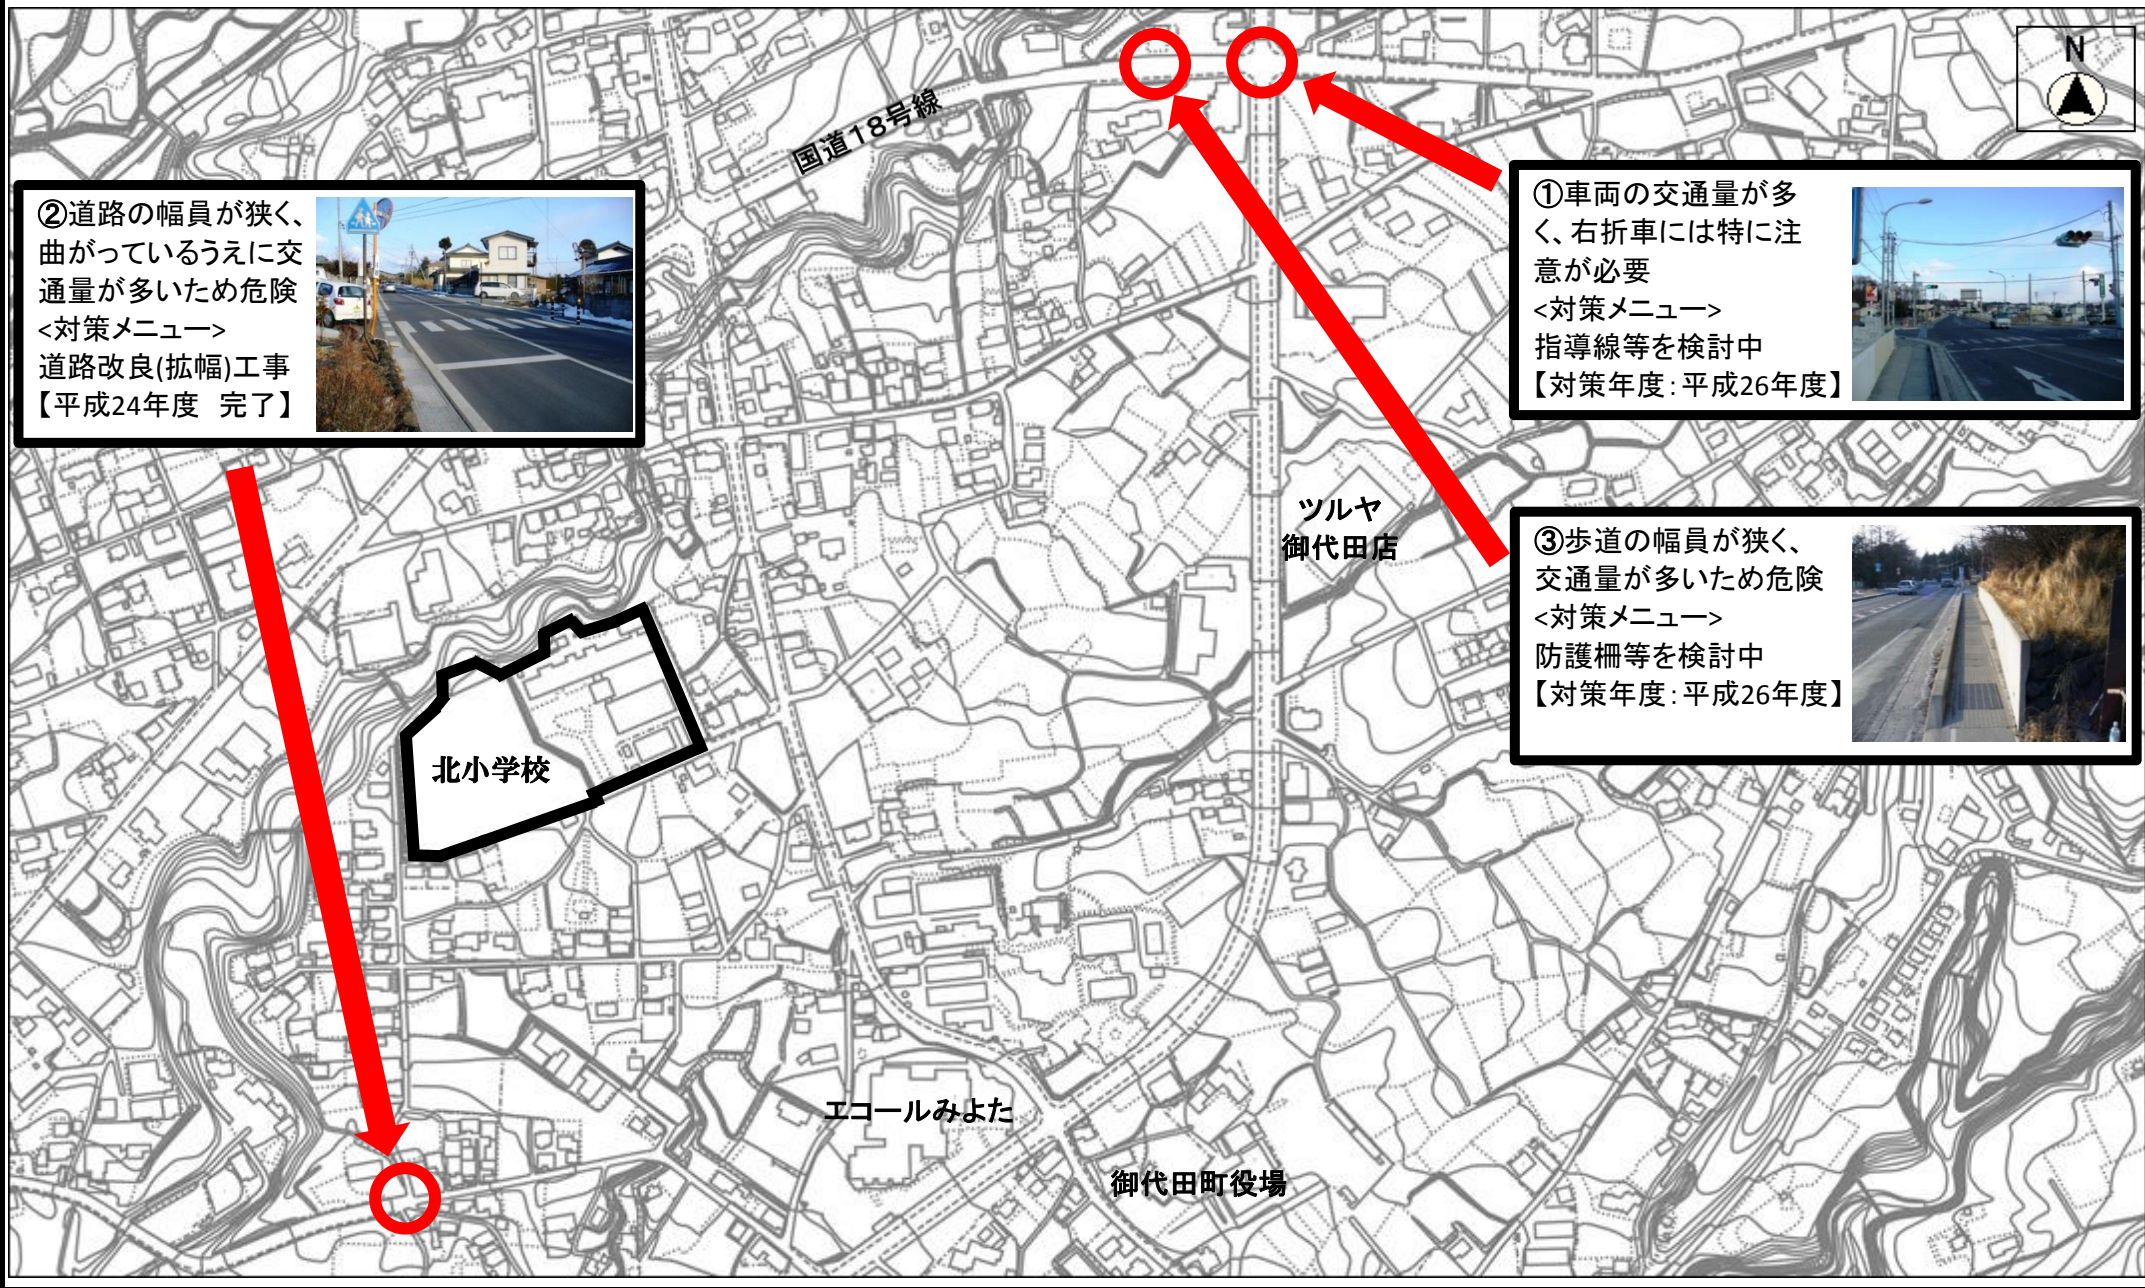 N
国道18号線
②道路の幅員が狭く、
曲がっているうえに交
通量が多いため危険
<対策メニュー>
道路改良(拡幅)工事
【平成24年度　完了】
①車両の交通量が多
く、右折車には特に注
意が必要
<対策メニュー>
指導線等を検討中
【対策年度：平成26年度】
ツルヤ
御代田店
③歩道の幅員が狭く、
交通量が多いため危険
<対策メニュー>
防護柵等を検討中
【対策年度：平成26年度】
北小学校
エコールみよた
御代田町役場